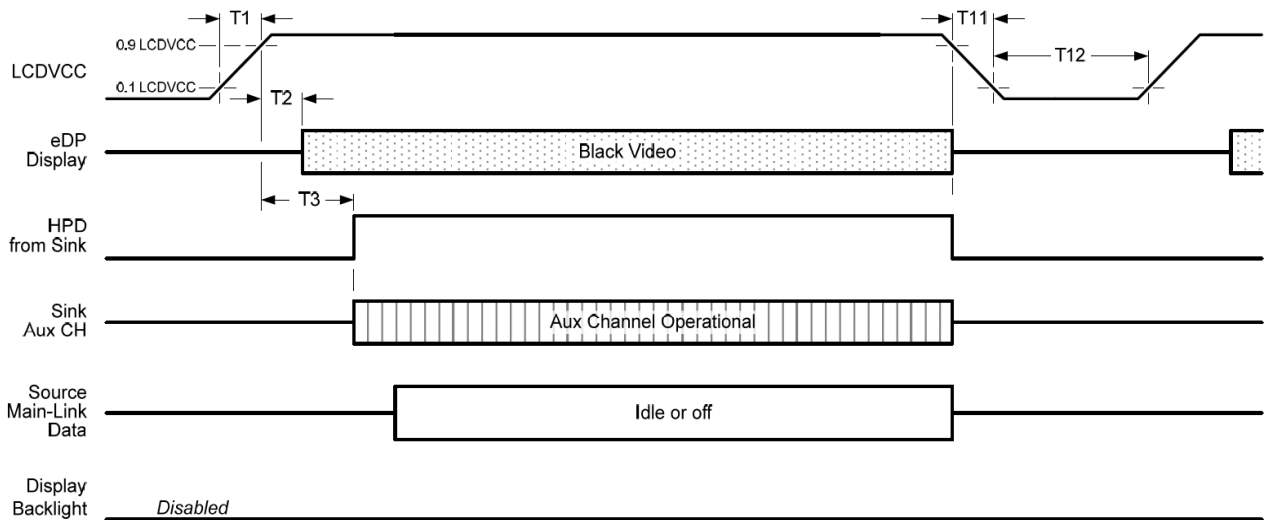 T1
T11
0.9 LCDVCC
T12
LCDVCC
0.1 LCDVCC
T2
eDP
Display
Black Video
T3
HPD
from Sink
Sink
Aux CH
Aux Channel Operational
Source
Main-Link
Data
Idle or off
Display
Backlight
Disabled